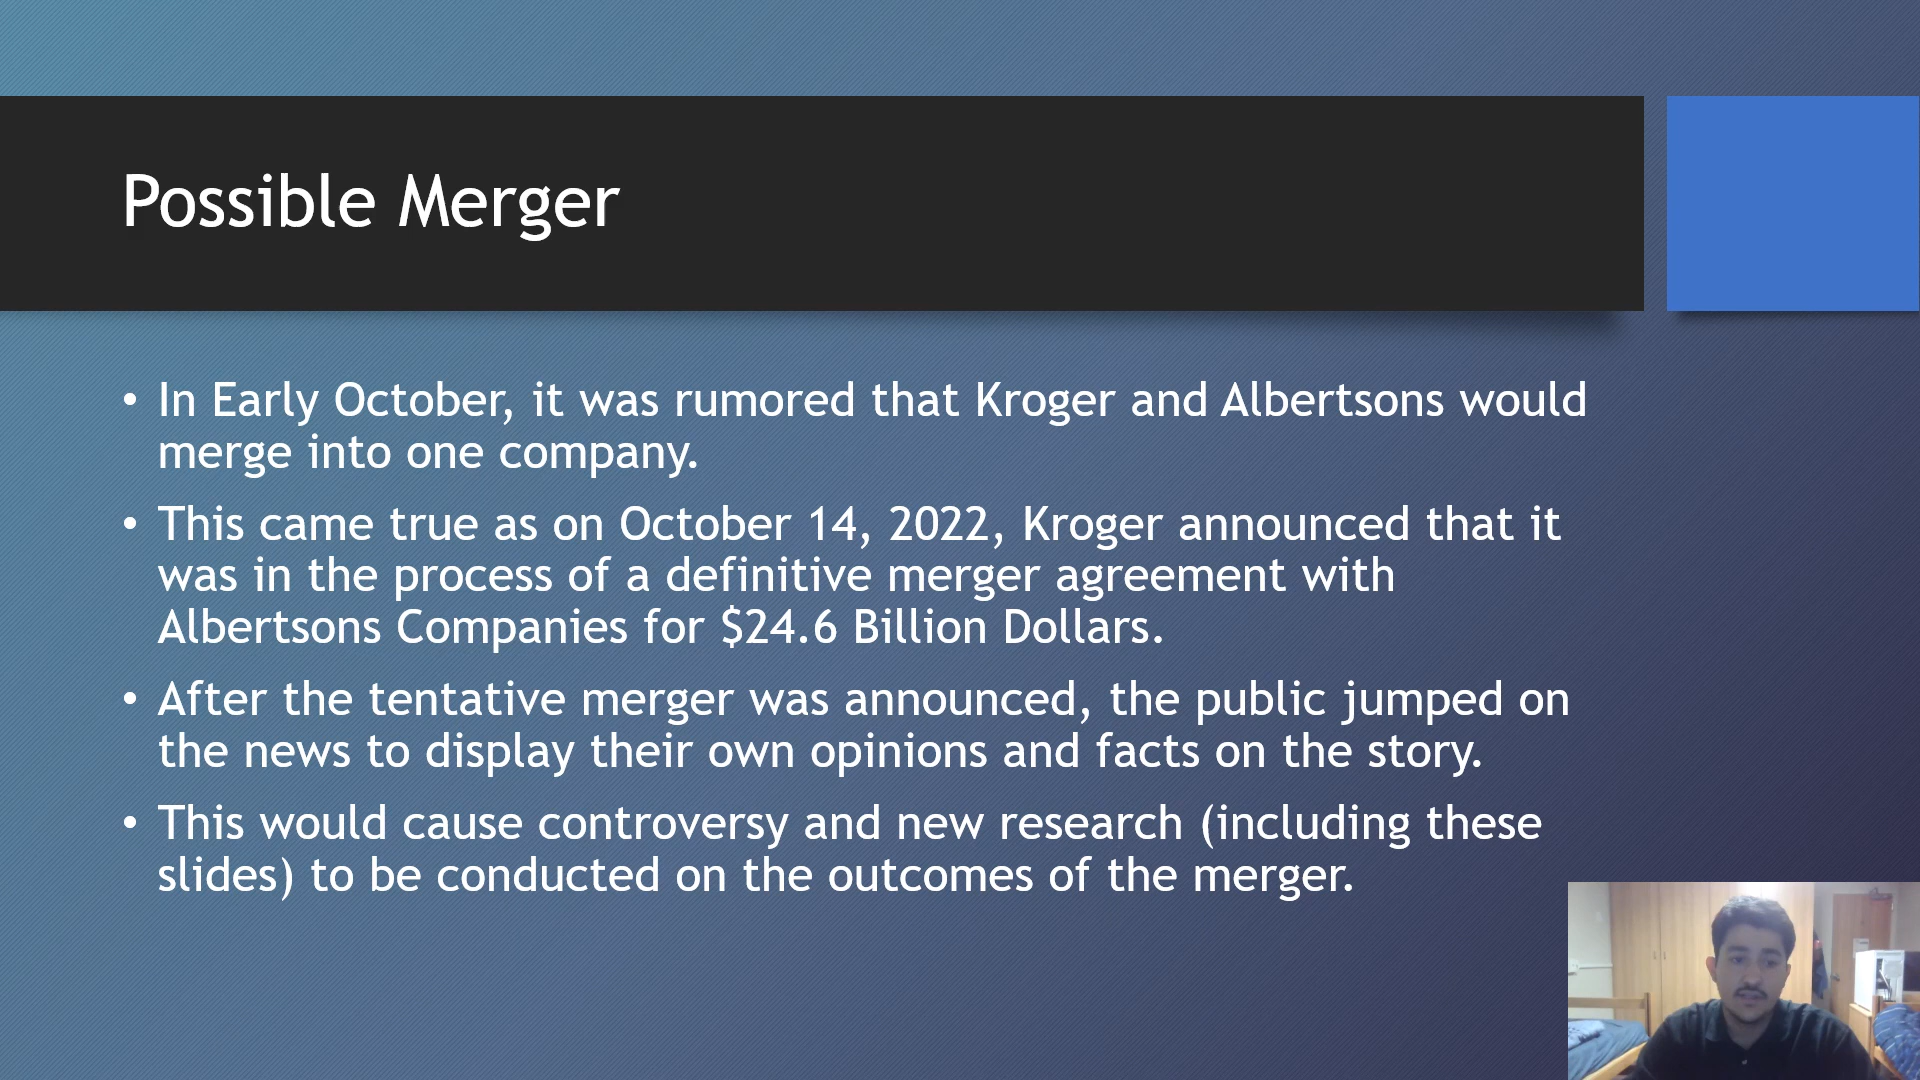 Possible Merger
• In Early October, it was rumored that Kroger and Albertsons would
merge into one company.
• This came true as on October 14, 2022, Kroger announced that it
was in the process of a definitive merger agreement with
Albertsons Companies for $24.6 Billion Dollars.
• After the tentative merger was announced, the public jumped on
the news to display their own opinions and facts on the story.
• This would cause controversy and new research (including these
slides) to be conducted on the outcomes of the merger.